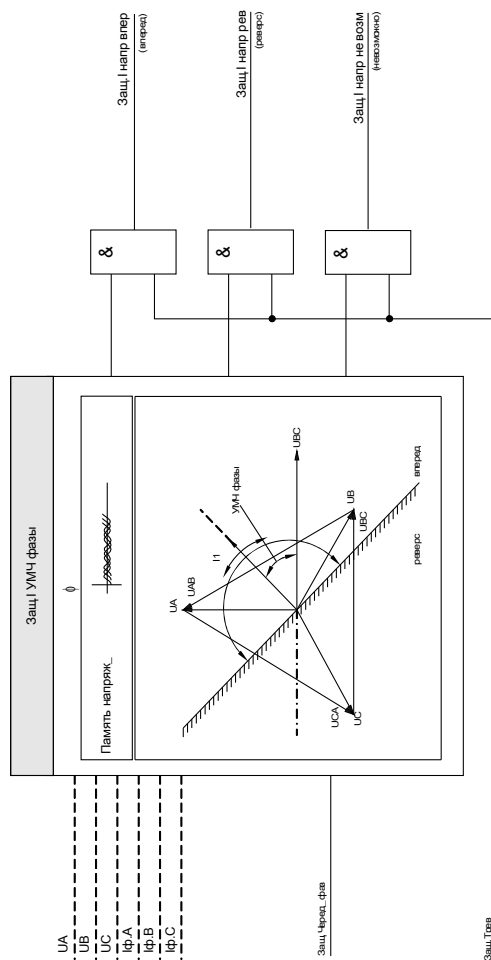 Защ.I напр впер
(вперед)
Защ.I напр рев
(реверс)
Защ.I напр не возм
(невозможно)
&
&
&
Защ.I УМЧ фазы
ϕ
Память напряж_
UBC
УМЧ фазы
I1
UA
UAB
UB
UBC
вперед
реверс
UCA
UC
UA
UB
UC
Iф.A
Iф.B
Iф.C
Защ.Черед_фаз
Защ.Трев